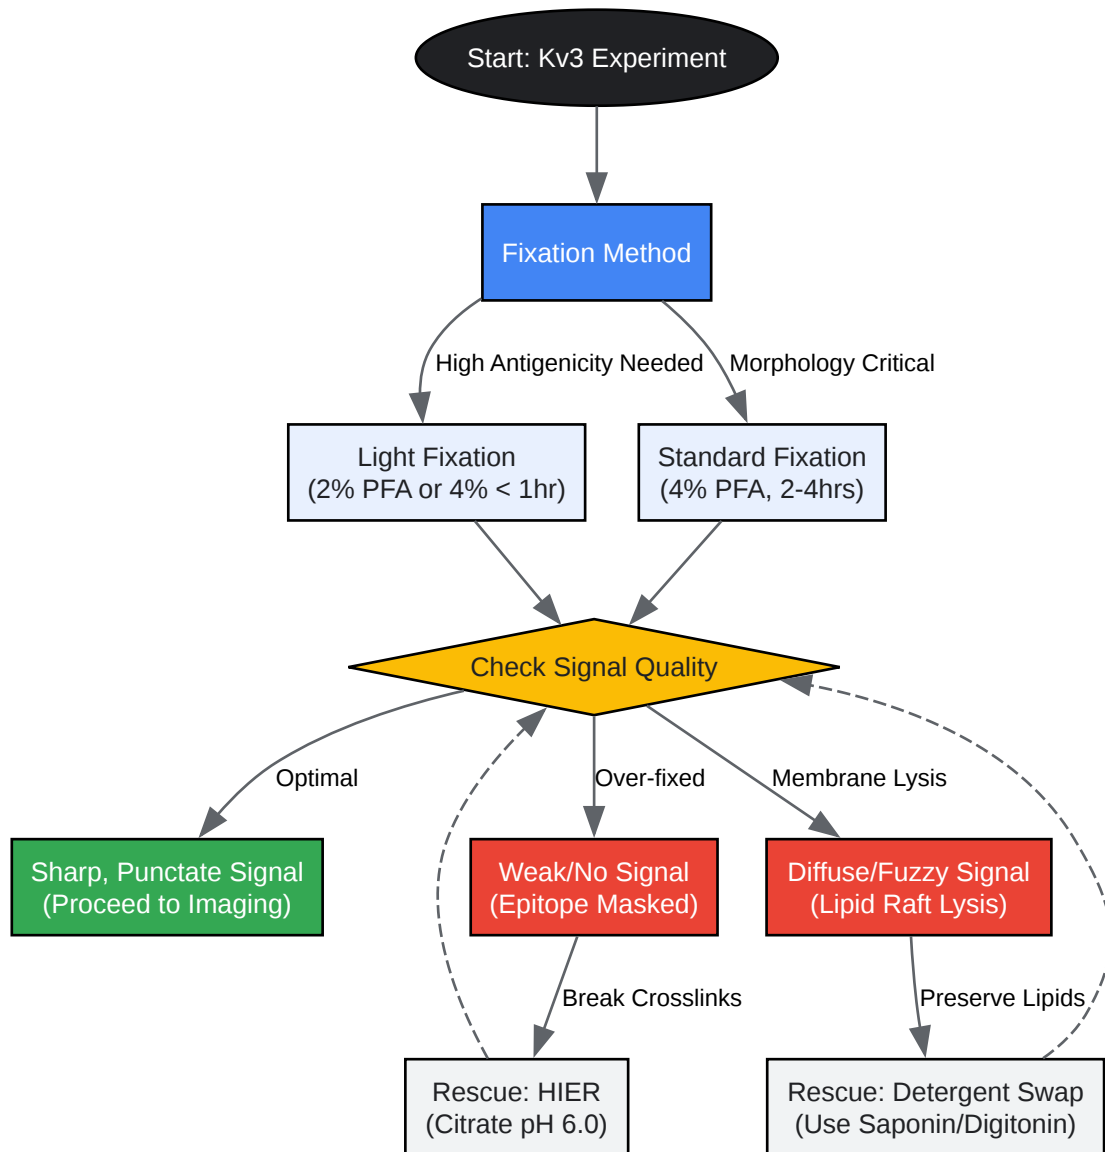 Start: Kv3 Experiment
Fixation Method
High Antigenicity Needed
Morphology Critical
Light Fixation
(2% PFA or 4% < 1hr)
Standard Fixation
(4% PFA, 2-4hrs)
Check Signal Quality
Optimal
Over-fixed
Membrane Lysis
Sharp, Punctate Signal
(Proceed to Imaging)
Weak/No Signal
(Epitope Masked)
Diffuse/Fuzzy Signal
(Lipid Raft Lysis)
Break Crosslinks
Preserve Lipids
Rescue: HIER
(Citrate pH 6.0)
Rescue: Detergent Swap
(Use Saponin/Digitonin)